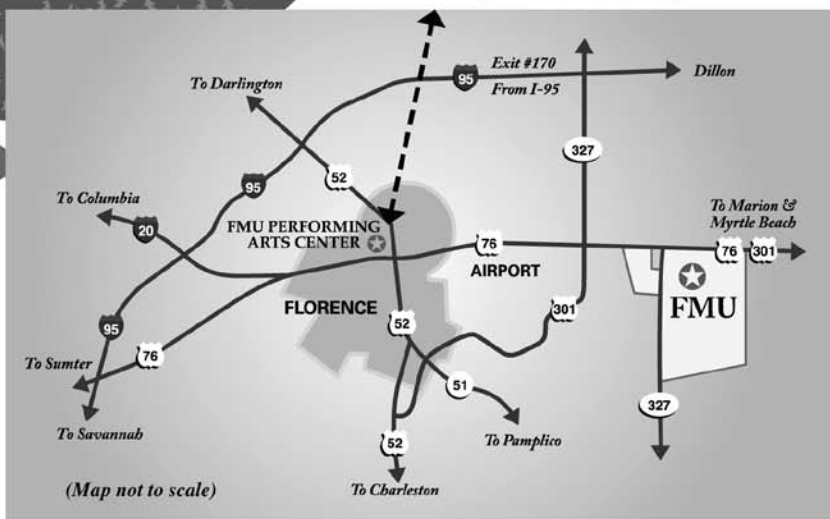 Exit #170
95
From I-95
Dillon
To Darlington
327
52
95
To Columbia
20
FMU PERFORMING
ARTS CENTER
76
To Marion &
Myrtle Beach
76
301
AIRPORT
FMU
FLORENCE
301
95
52
76
To Sumter
51
327
To Savannah
52
To Pamplico
To Charleston
(Map not to scale)